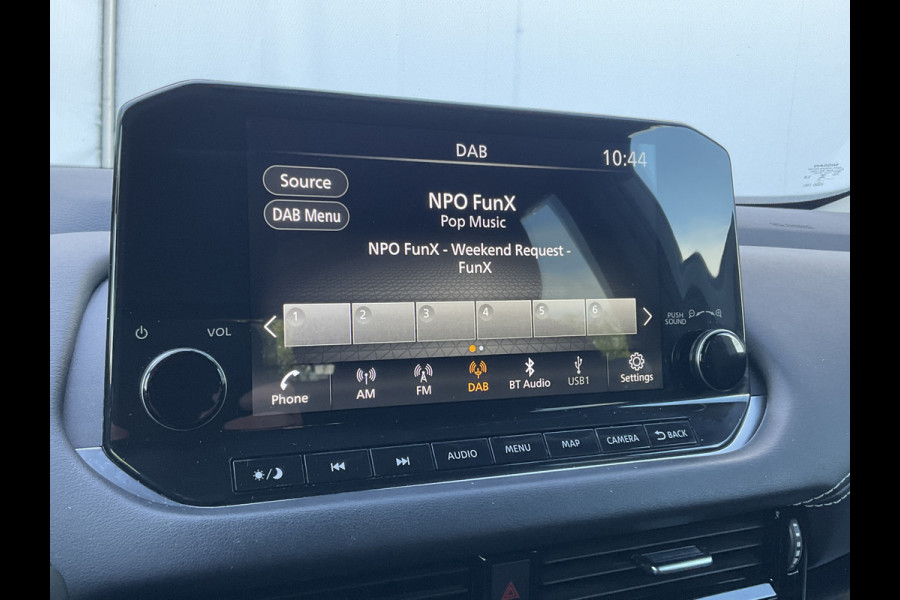 DAB
10:44
Source
DAB Menu
NPO FunX
Pop Music
NPO FunX - Weekend Request -
FunX
1 2 3 4 5 6
VOL
PUSH
SOUND
Phone
AM
FM
DAB
BT Audio
USB1
Settings
AUDIO
MENU
MAP
CAMERA
BACK